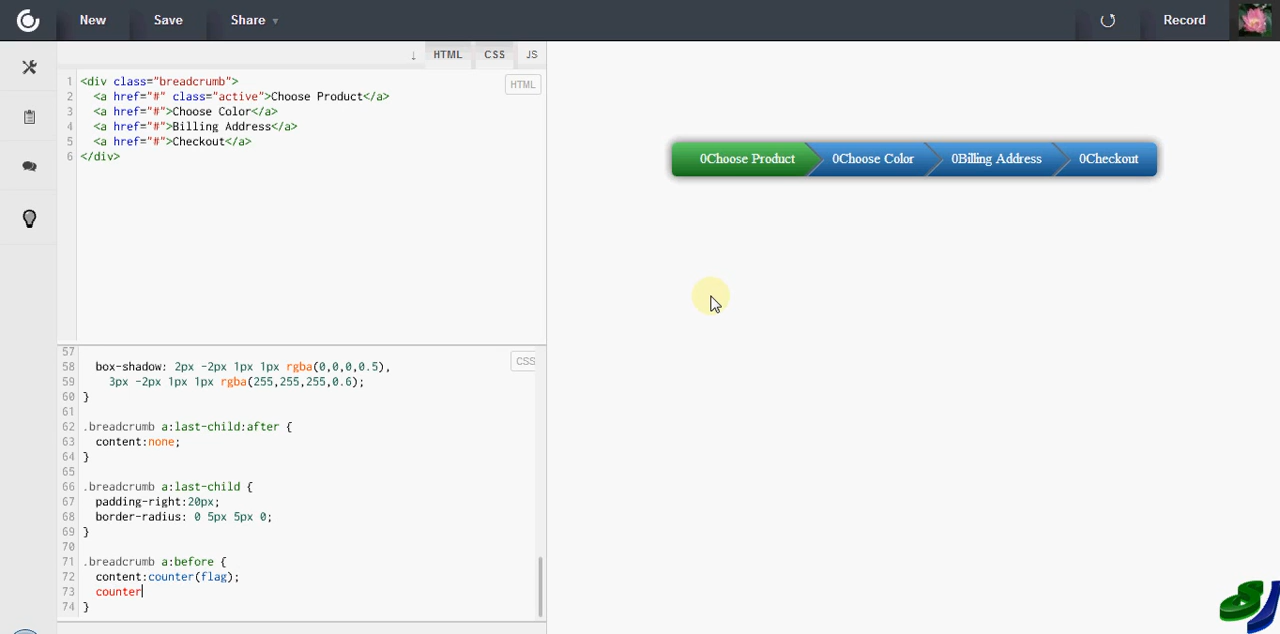 New Save Share Record
HTML CSS JS
HTML
1 <div class="breadcrumb">
2 <a href="#" class="active">Choose Product</a>
3 <a href="#">Choose Color</a>
4 <a href="#">Billing Address</a>
5 <a href="#">Checkout</a>
6 </div>
0Choose Product 0Choose Color 0Billing Address 0Checkout
CSS
57
58 box-shadow: 2px -2px 1px 1px rgba(0,0,0,0.5),
59 3px -2px 1px 1px rgba(255,255,255,0.6);
60 }
61
62 .breadcrumb a:last-child:after {
63 content:none;
64 }
65
66 .breadcrumb a:last-child {
67 padding-right:20px;
68 border-radius: 0 5px 5px 0;
69 }
70
71 .breadcrumb a:before {
72 content:counter(flag);
73 counter
74 }